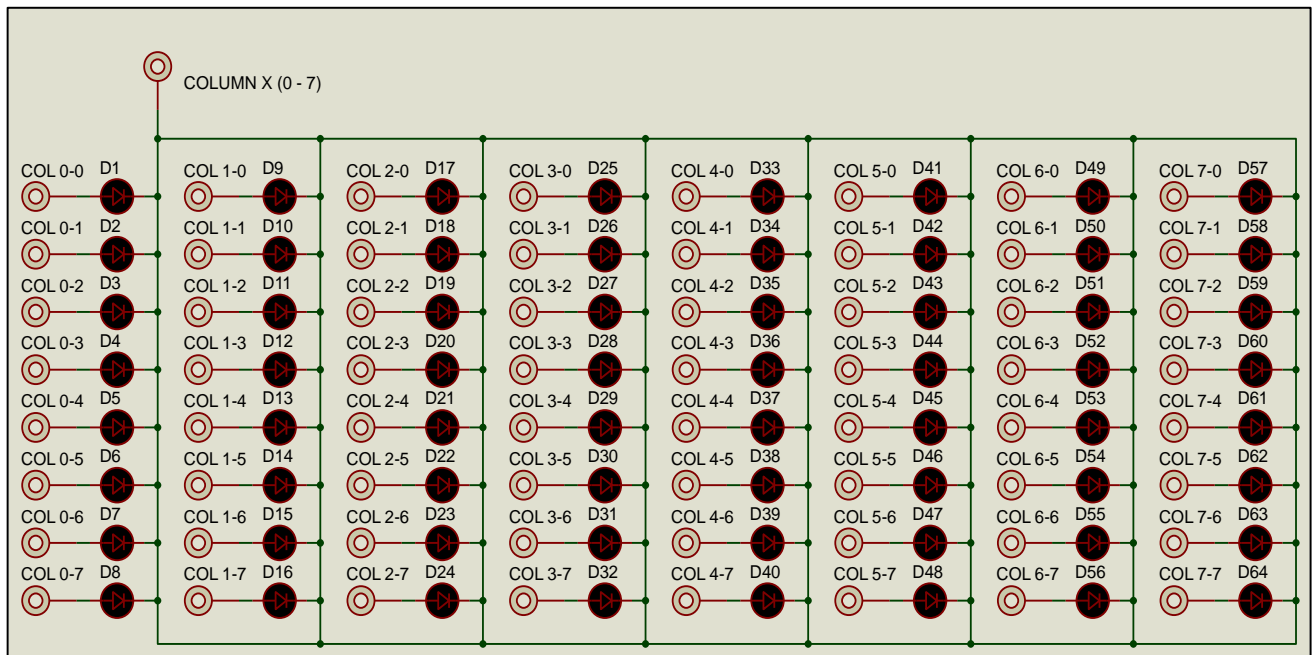 COLUMN X (0 - 7)
COL 0-0 D1 COL 1-0 D9 COL 2-0 D17 COL 3-0 D25 COL 4-0 D33 COL 5-0 D41 COL 6-0 D49 COL 7-0 D57
COL 0-1 D2 COL 1-1 D10 COL 2-1 D18 COL 3-1 D26 COL 4-1 D34 COL 5-1 D42 COL 6-1 D50 COL 7-1 D58
COL 0-2 D3 COL 1-2 D11 COL 2-2 D19 COL 3-2 D27 COL 4-2 D35 COL 5-2 D43 COL 6-2 D51 COL 7-2 D59
COL 0-3 D4 COL 1-3 D12 COL 2-3 D20 COL 3-3 D28 COL 4-3 D36 COL 5-3 D44 COL 6-3 D52 COL 7-3 D60
COL 0-4 D5 COL 1-4 D13 COL 2-4 D21 COL 3-4 D29 COL 4-4 D37 COL 5-4 D45 COL 6-4 D53 COL 7-4 D61
COL 0-5 D6 COL 1-5 D14 COL 2-5 D22 COL 3-5 D30 COL 4-5 D38 COL 5-5 D46 COL 6-5 D54 COL 7-5 D62
COL 0-6 D7 COL 1-6 D15 COL 2-6 D23 COL 3-6 D31 COL 4-6 D39 COL 5-6 D47 COL 6-6 D55 COL 7-6 D63
COL 0-7 D8 COL 1-7 D16 COL 2-7 D24 COL 3-7 D32 COL 4-7 D40 COL 5-7 D48 COL 6-7 D56 COL 7-7 D64